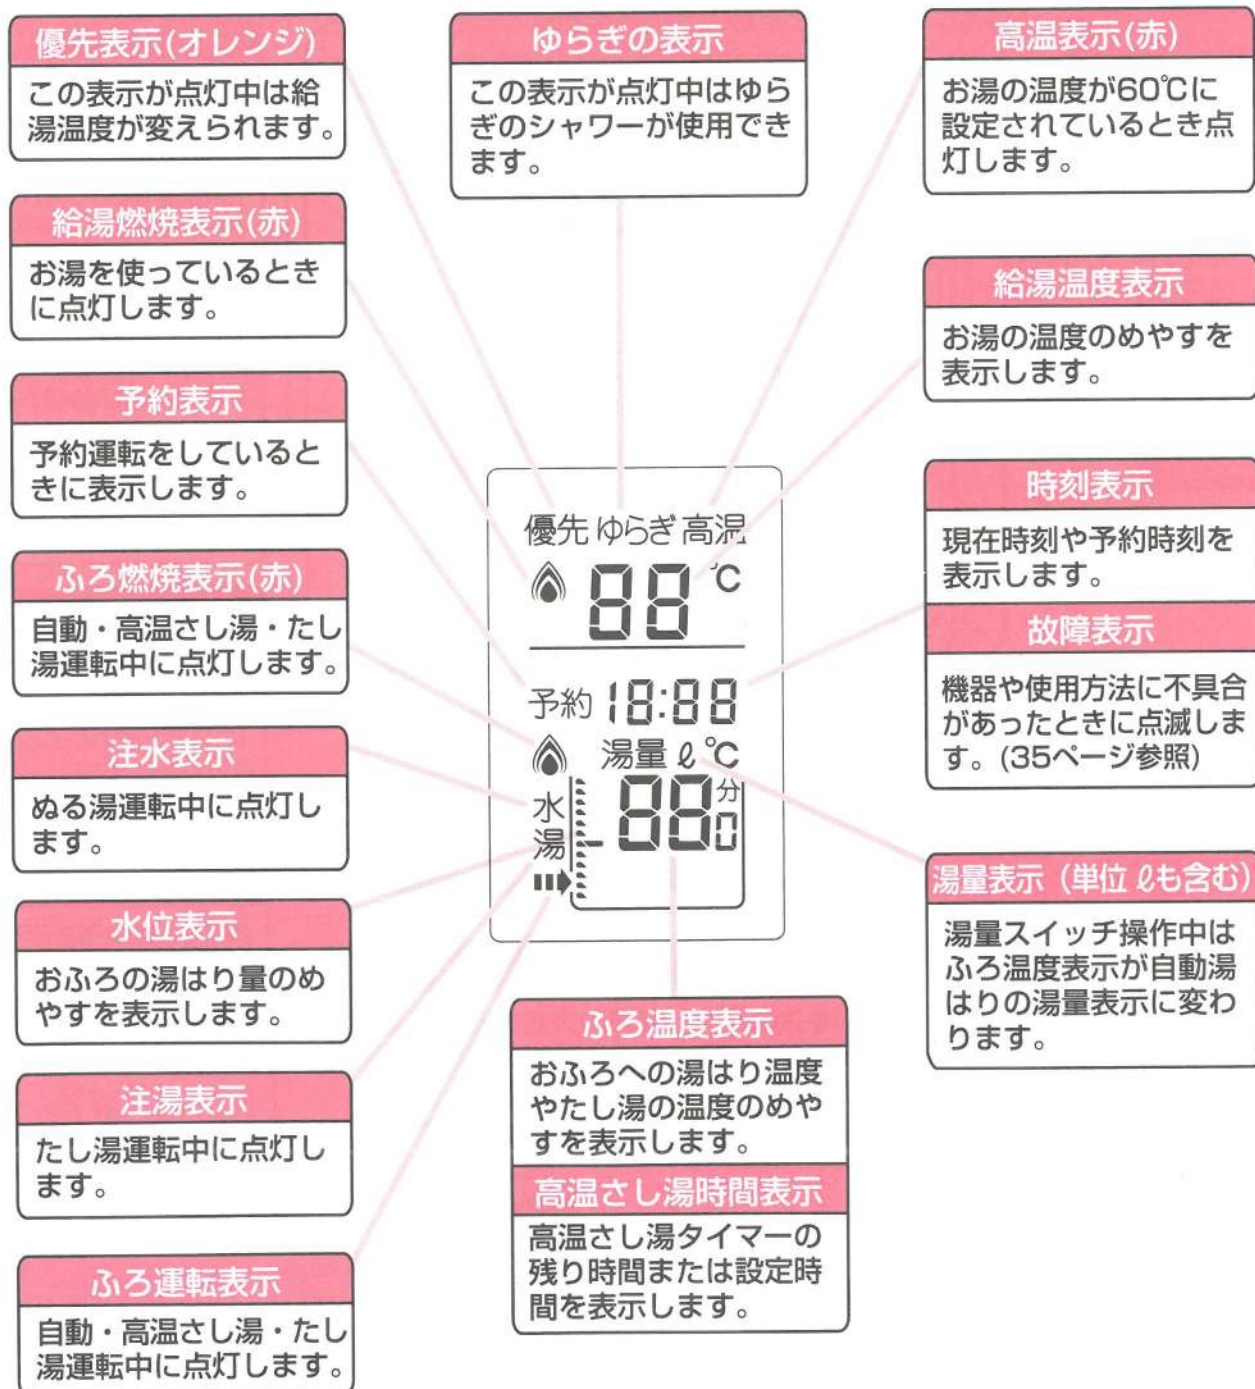 優先表示(オレンジ)
この表示が点灯中は給
湯温度が変えられます。
給湯燃焼表示(赤)
お湯を使っているとき
に点灯します。
予約表示
予約運転をしていると
きに表示します。
ふろ燃焼表示(赤)
自動・高温さし湯・たし
湯運転中に点灯します。
注水表示
ぬる湯運転中に点灯し
ます。
水位表示
おふろの湯はり量のめ
やすを表示します。
注湯表示
たし湯運転中に点灯し
ます。
ふろ運転表示
自動・高温さし湯・たし
湯運転中に点灯します。
ゆらぎの表示
この表示が点灯中はゆら
ぎのシャワーが使用でき
ます。
優先 ゆらぎ 高温
88℃
予約 18:88
湯量 ℓ ℃
水
湯
88分
0
ふろ温度表示
おふろへの湯はり温度
やたし湯の温度のめや
すを表示します。
高温さし湯時間表示
高温さし湯タイマーの
残り時間または設定時
間を表示します。
高温表示(赤)
お湯の温度が60℃に
設定されているとき点
灯します。
給湯温度表示
お湯の温度のめやすを
表示します。
時刻表示
現在時刻や予約時刻を
表示します。
故障表示
機器や使用方法に不具合
があったときに点滅しま
す。(35ページ参照)
湯量表示 (単位 ℓも含む)
湯量スイッチ操作中は
ふろ温度表示が自動湯
はりの湯量表示に変わ
ります。